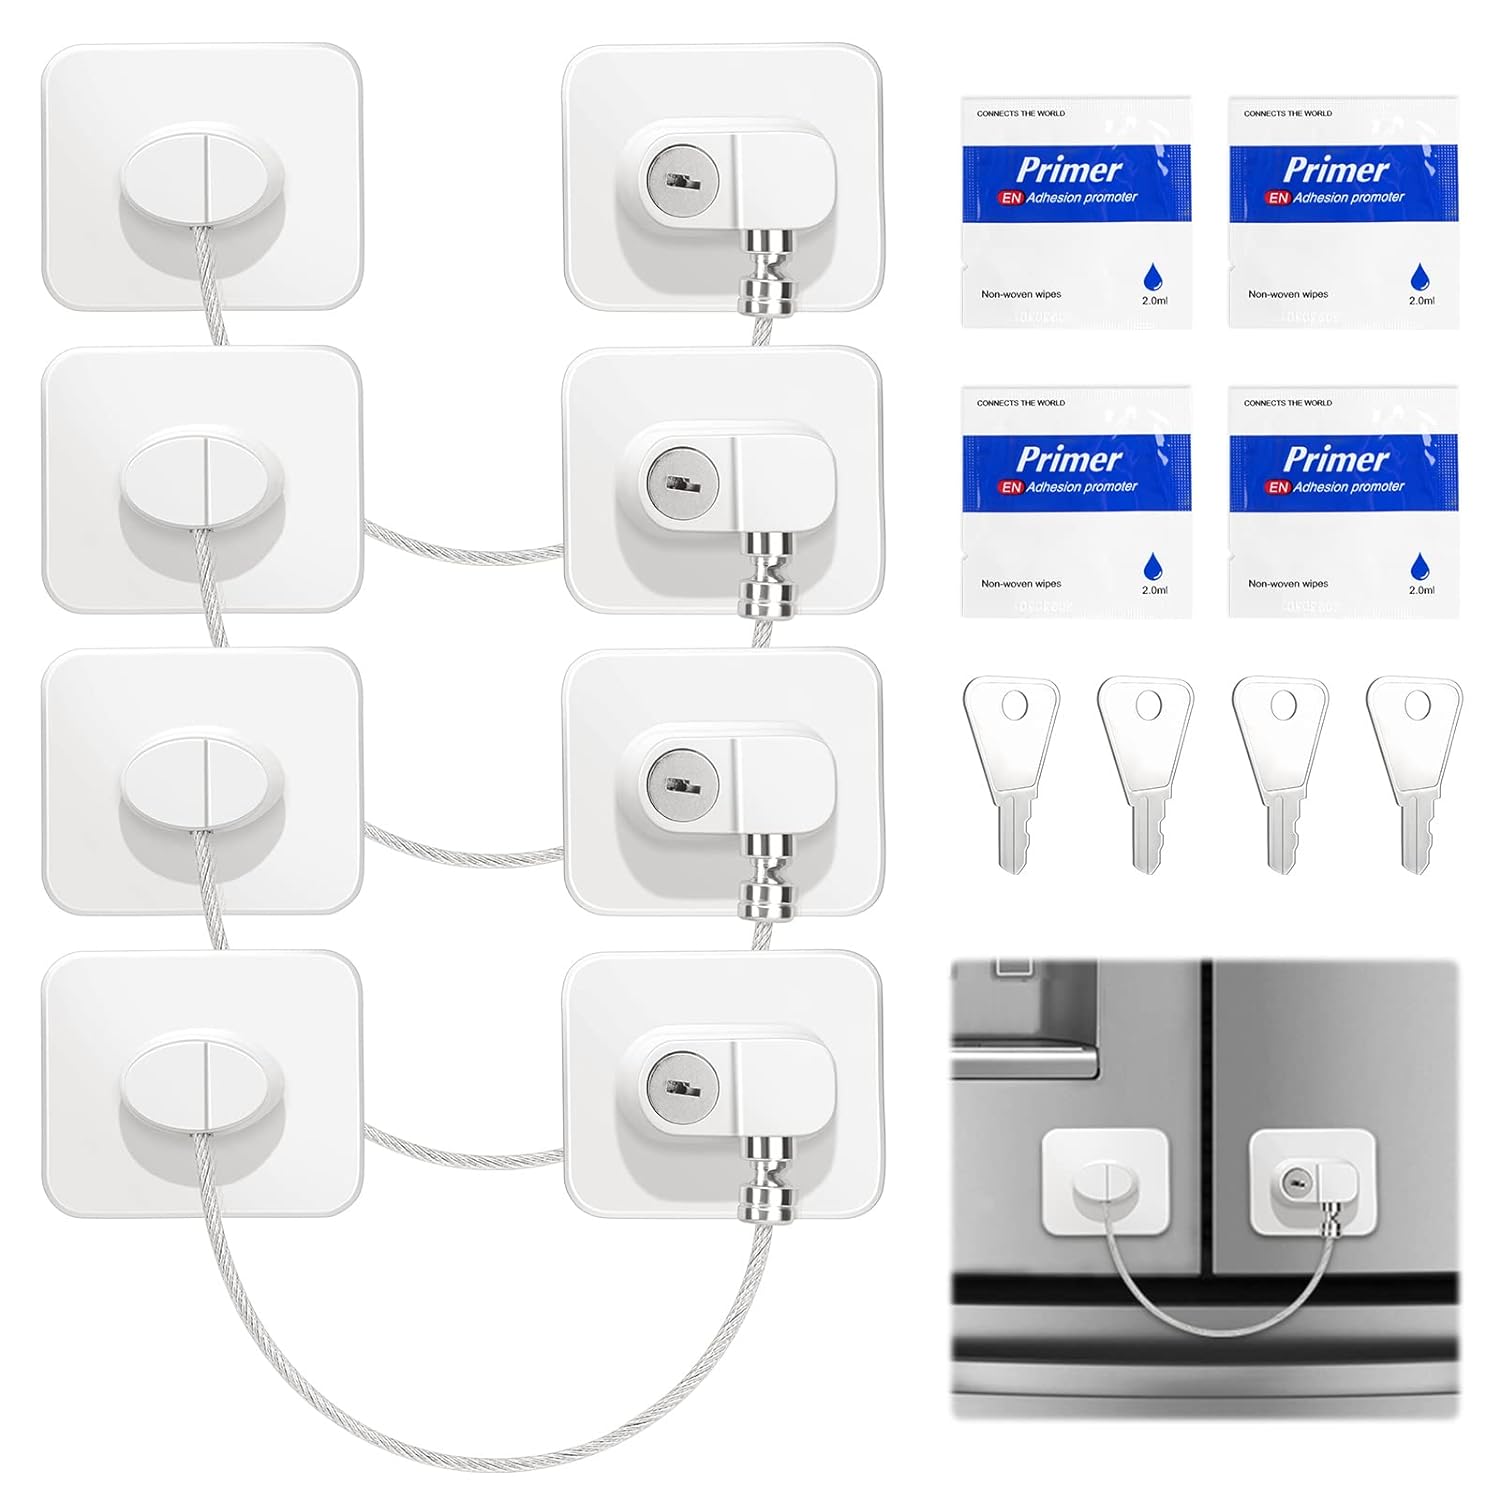 CONNECTS THE WORLD
Primer
EN Adhesion promoter
Non-woven wipes
2.0ml
CONNECTS THE WORLD
Primer
EN Adhesion promoter
Non-woven wipes
2.0ml
CONNECTS THE WORLD
Primer
EN Adhesion promoter
Non-woven wipes
2.0ml
CONNECTS THE WORLD
Primer
EN Adhesion promoter
Non-woven wipes
2.0ml